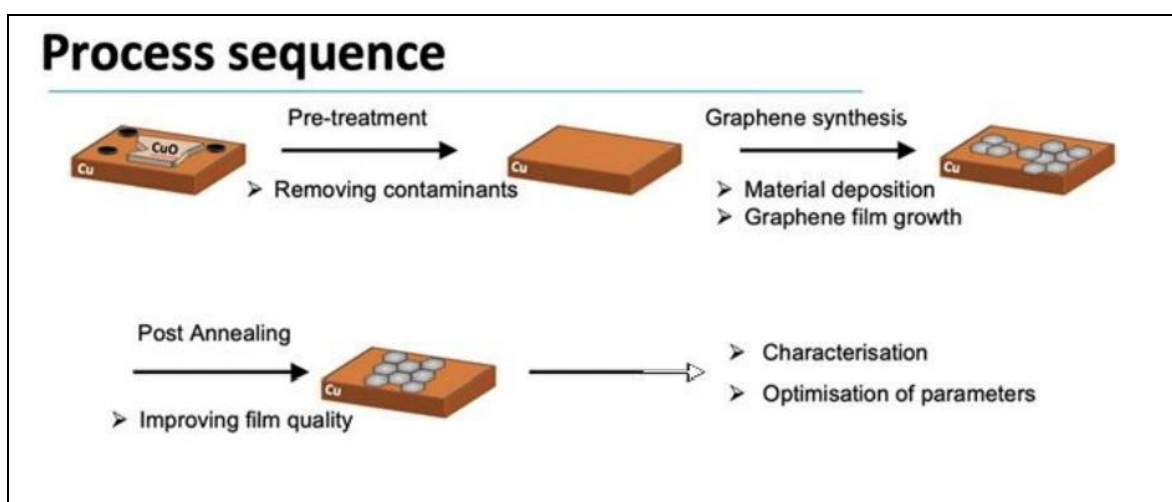 Process sequence
Pre-treatment
Graphene synthesis
CuO
Cu
Cu
Cu
➤ Removing contaminants
➤ Material deposition
➤ Graphene film growth
Post Annealing
Cu
➤ Improving film quality
➤ Characterisation
➤ Optimisation of parameters